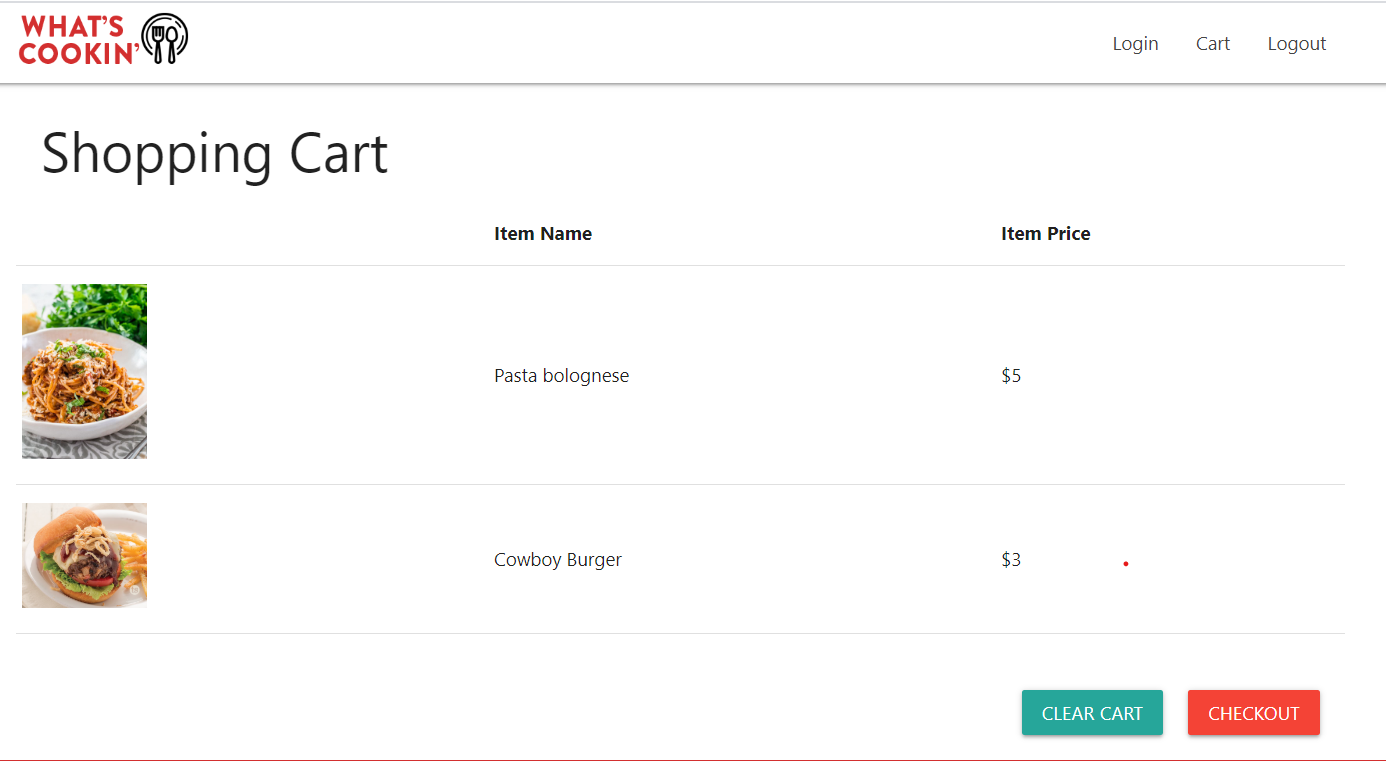 WHAT'S
COOKIN'
Login Cart Logout
Shopping Cart
Item Name Item Price
Pasta bolognese $5
Cowboy Burger $3
CLEAR CART CHECKOUT